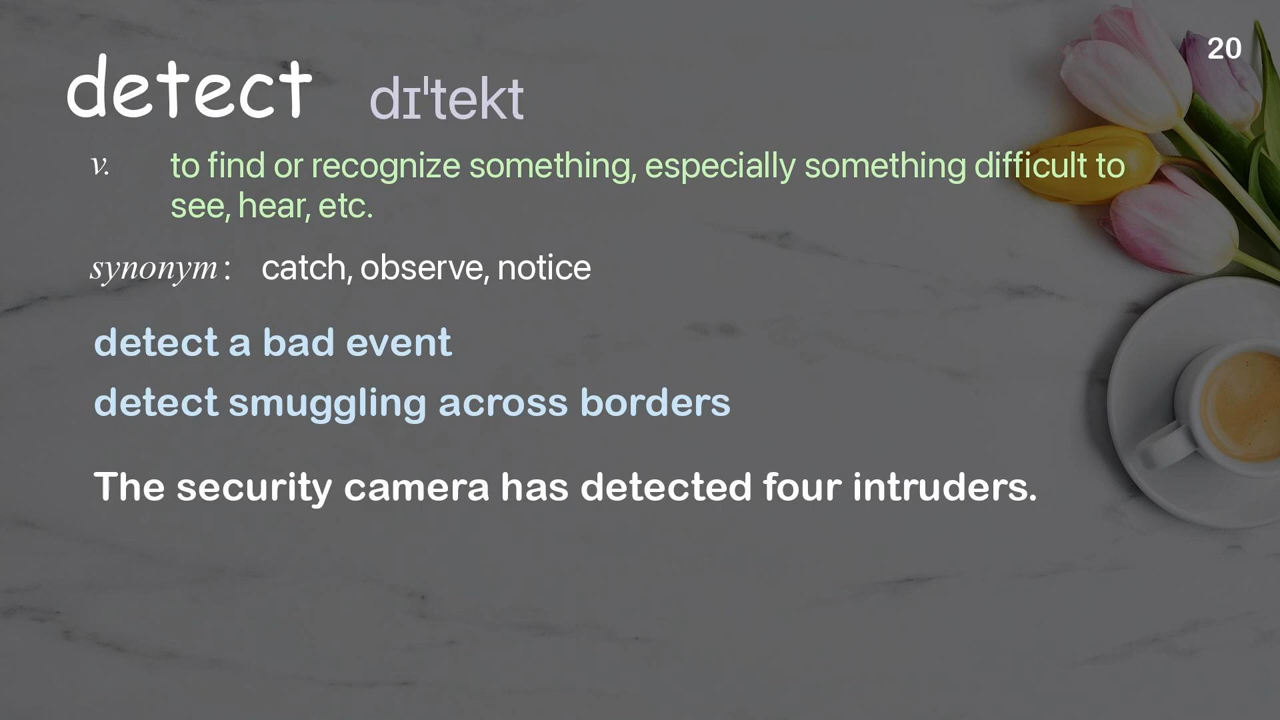 20
detect dɪˈtekt
v. to find or recognize something, especially something difficult to
see, hear, etc.
synonym: catch, observe, notice
detect a bad event
detect smuggling across borders
The security camera has detected four intruders.